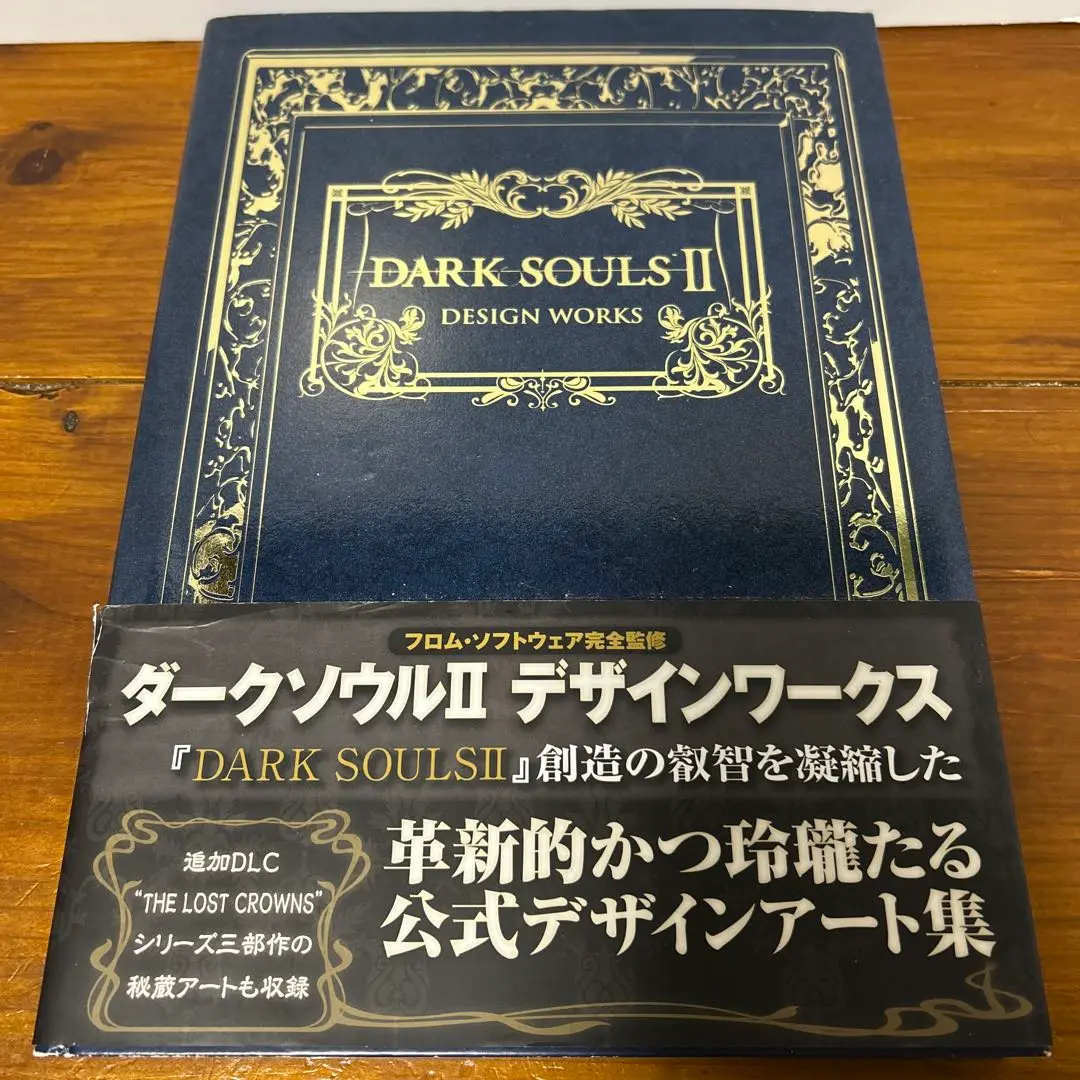 DARK SOULS II
DESIGN WORKS
フロム・ソフトウェア完全監修
ダークソウルII デザインワークス
『DARK SOULSII』創造の叡智を凝縮した
革新的かつ玲瓏たる
公式デザインアート集
追加DLC
“THE LOST CROWNS”
シリーズ三部作の
秘蔵アートも収録